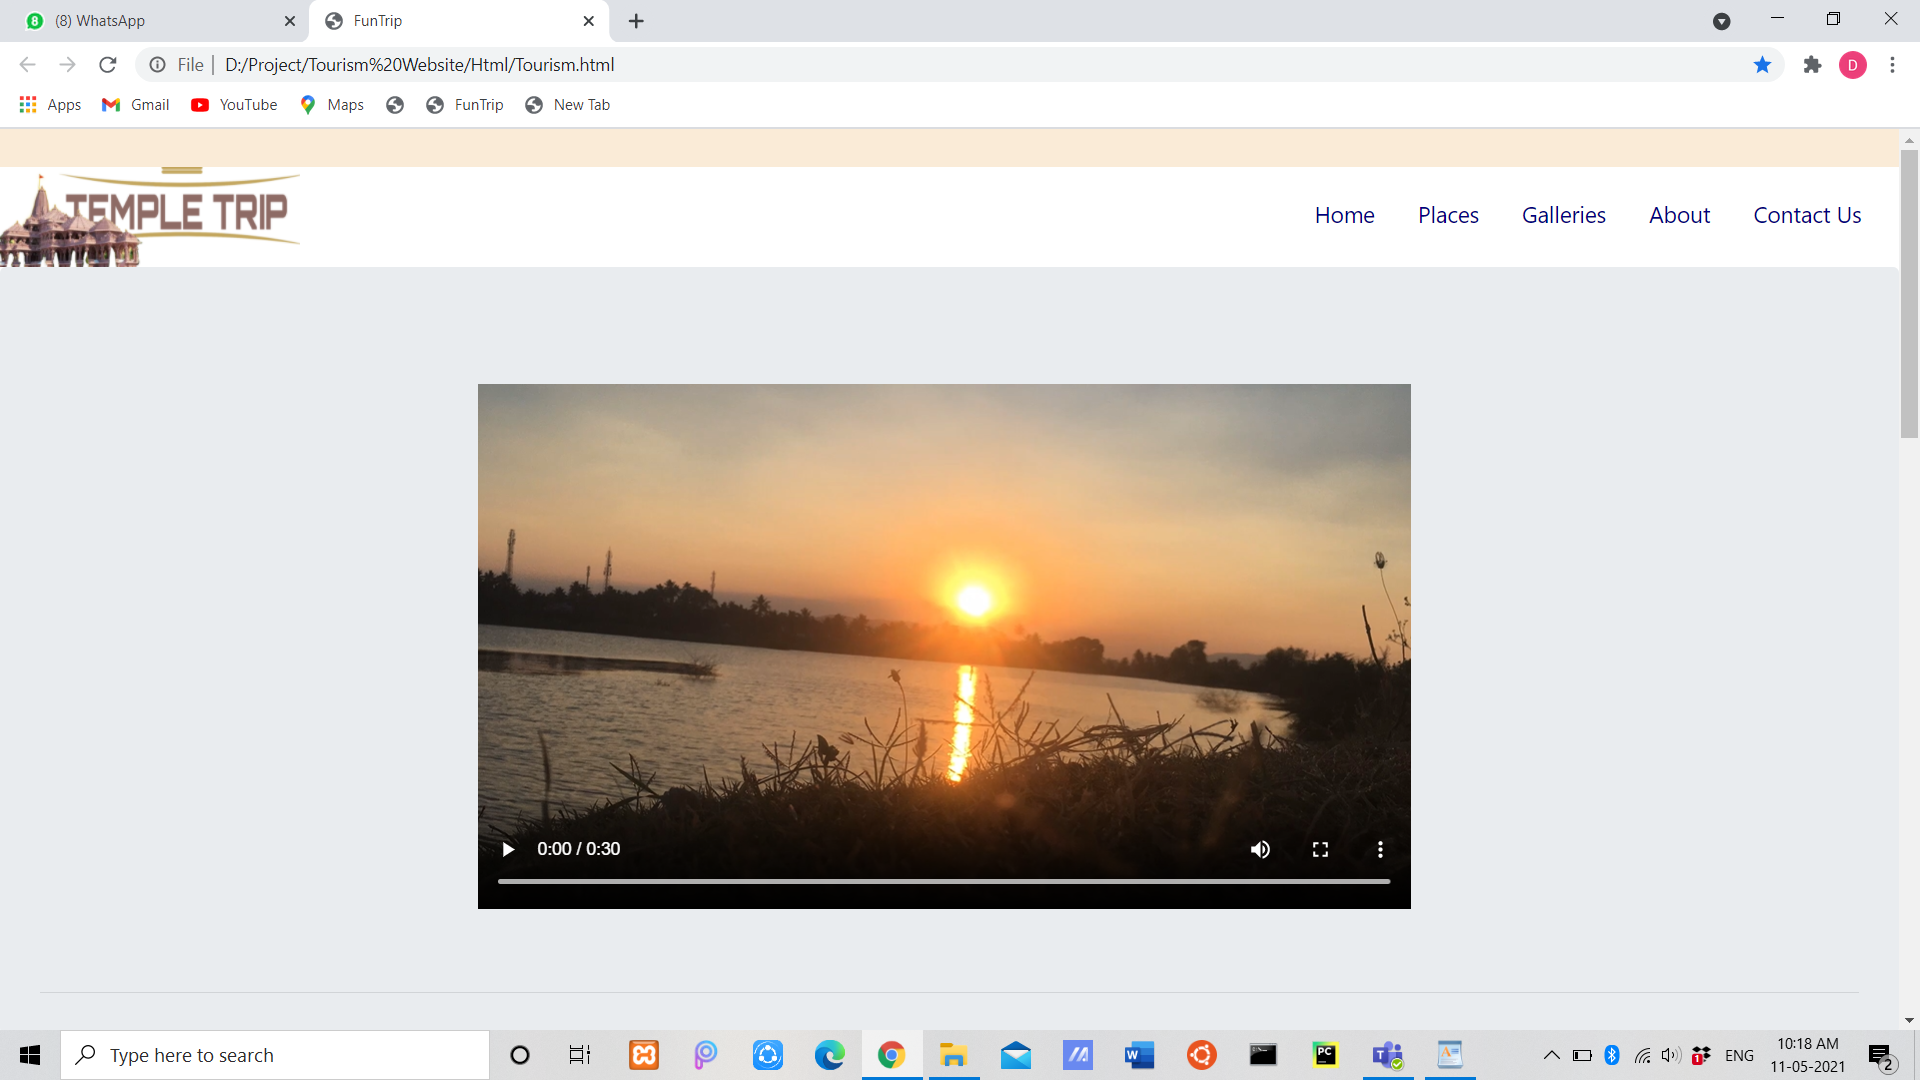 (8) WhatsApp
FunTrip
File | D:/Project/Tourism%20Website/Html/Tourism.html
D
Apps
Gmail
YouTube
Maps
FunTrip
New Tab
TEMPLE TRIP
Home
Places
Galleries
About
Contact Us
0:00 / 0:30
Type here to search
W
PC
T
1
ENG
10:18 AM
11-05-2021
2